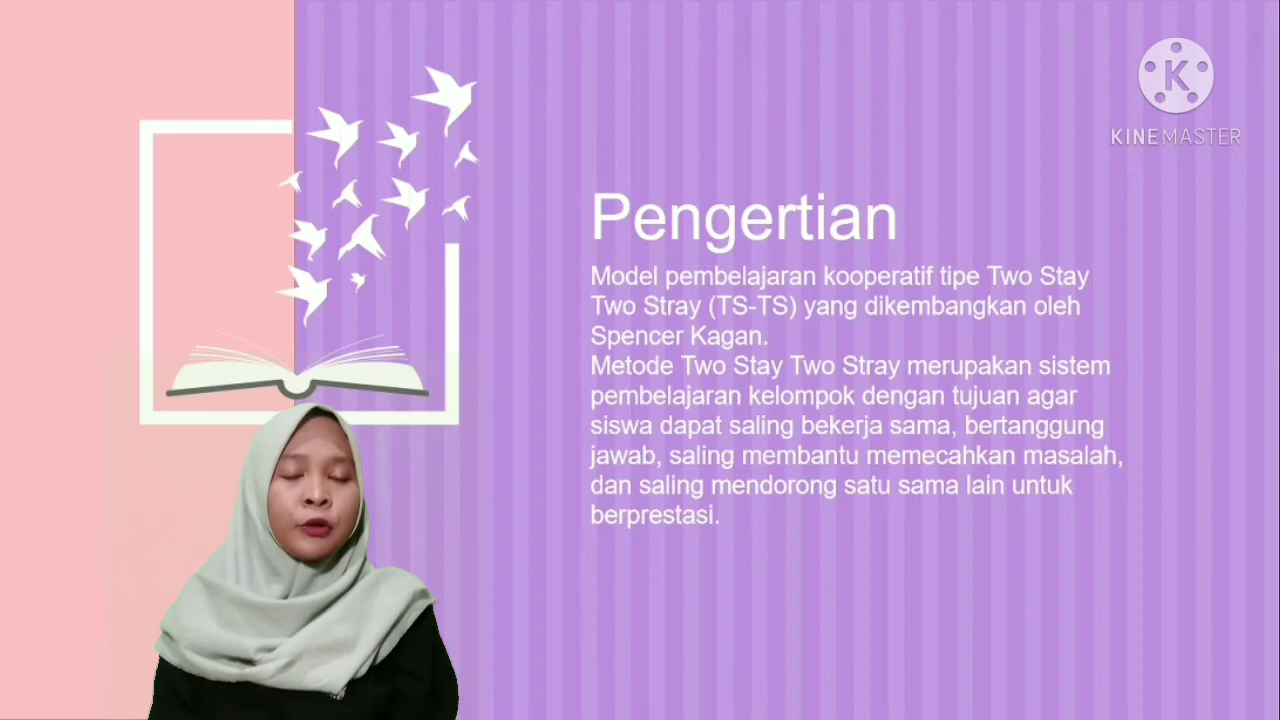 KINEMASTER
Pengertian
Model pembelajaran kooperatif tipe Two Stay
Two Stray (TS-TS) yang dikembangkan oleh
Spencer Kagan.
Metode Two Stay Two Stray merupakan sistem
pembelajaran kelompok dengan tujuan agar
siswa dapat saling bekerja sama, bertanggung
jawab, saling membantu memecahkan masalah,
dan saling mendorong satu sama lain untuk
berprestasi.